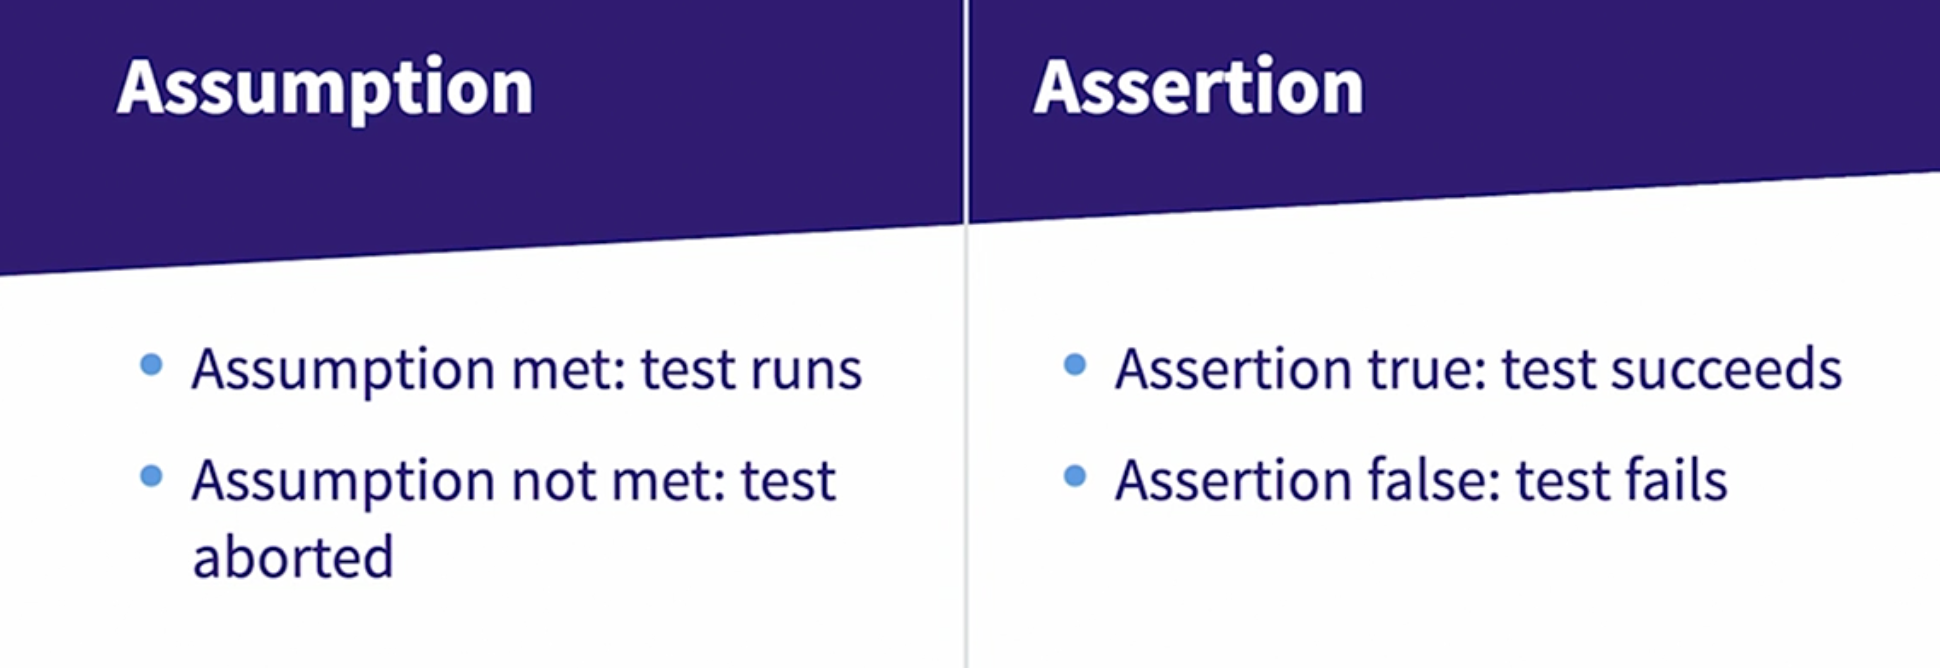 Assumption
Assumption met: test runs
Assumption not met: test
aborted
Assertion
Assertion true: test succeeds
Assertion false: test fails